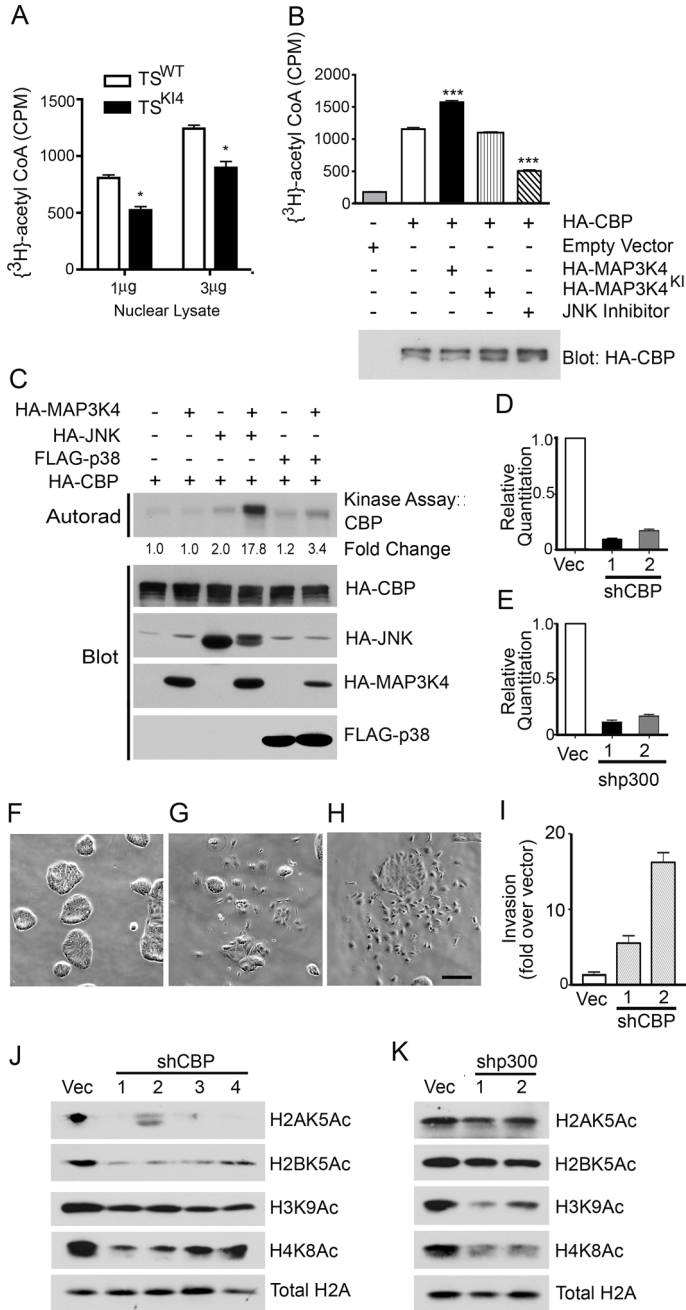 A
TSWT
TSKI4
{3H}-acetyl CoA (CPM)
1500
1000
500
0
*
*
1µg
3µg
Nuclear Lysate
B
{3H}-acetyl CoA (CPM)
2000
1500
1000
500
0
***
***
- + + + + HA-CBP
+ - - - - Empty Vector
- - + - - HA-MAP3K4
- - - + - HA-MAP3K4KI
- - - - + JNK Inhibitor
Blot: HA-CBP
C
HA-MAP3K4 - + - + - +
HA-JNK - - + + - -
FLAG-p38 - - - - + +
HA-CBP + + + + + +
Autorad
Kinase Assay::
CBP
1.0 1.0 2.0 17.8 1.2 3.4 Fold Change
Blot
HA-CBP
HA-JNK
HA-MAP3K4
FLAG-p38
D
Relative
Quantitation
1.0
0.5
0
Vec 1 2
shCBP
E
Relative
Quantitation
1.0
0.5
0
Vec 1 2
shp300
F
G
H
I
Invasion
(fold over vector)
20
10
0
Vec 1 2
shCBP
J
shCBP
Vec 1 2 3 4
H2AK5Ac
H2BK5Ac
H3K9Ac
H4K8Ac
Total H2A
K
shp300
Vec 1 2
H2AK5Ac
H2BK5Ac
H3K9Ac
H4K8Ac
Total H2A